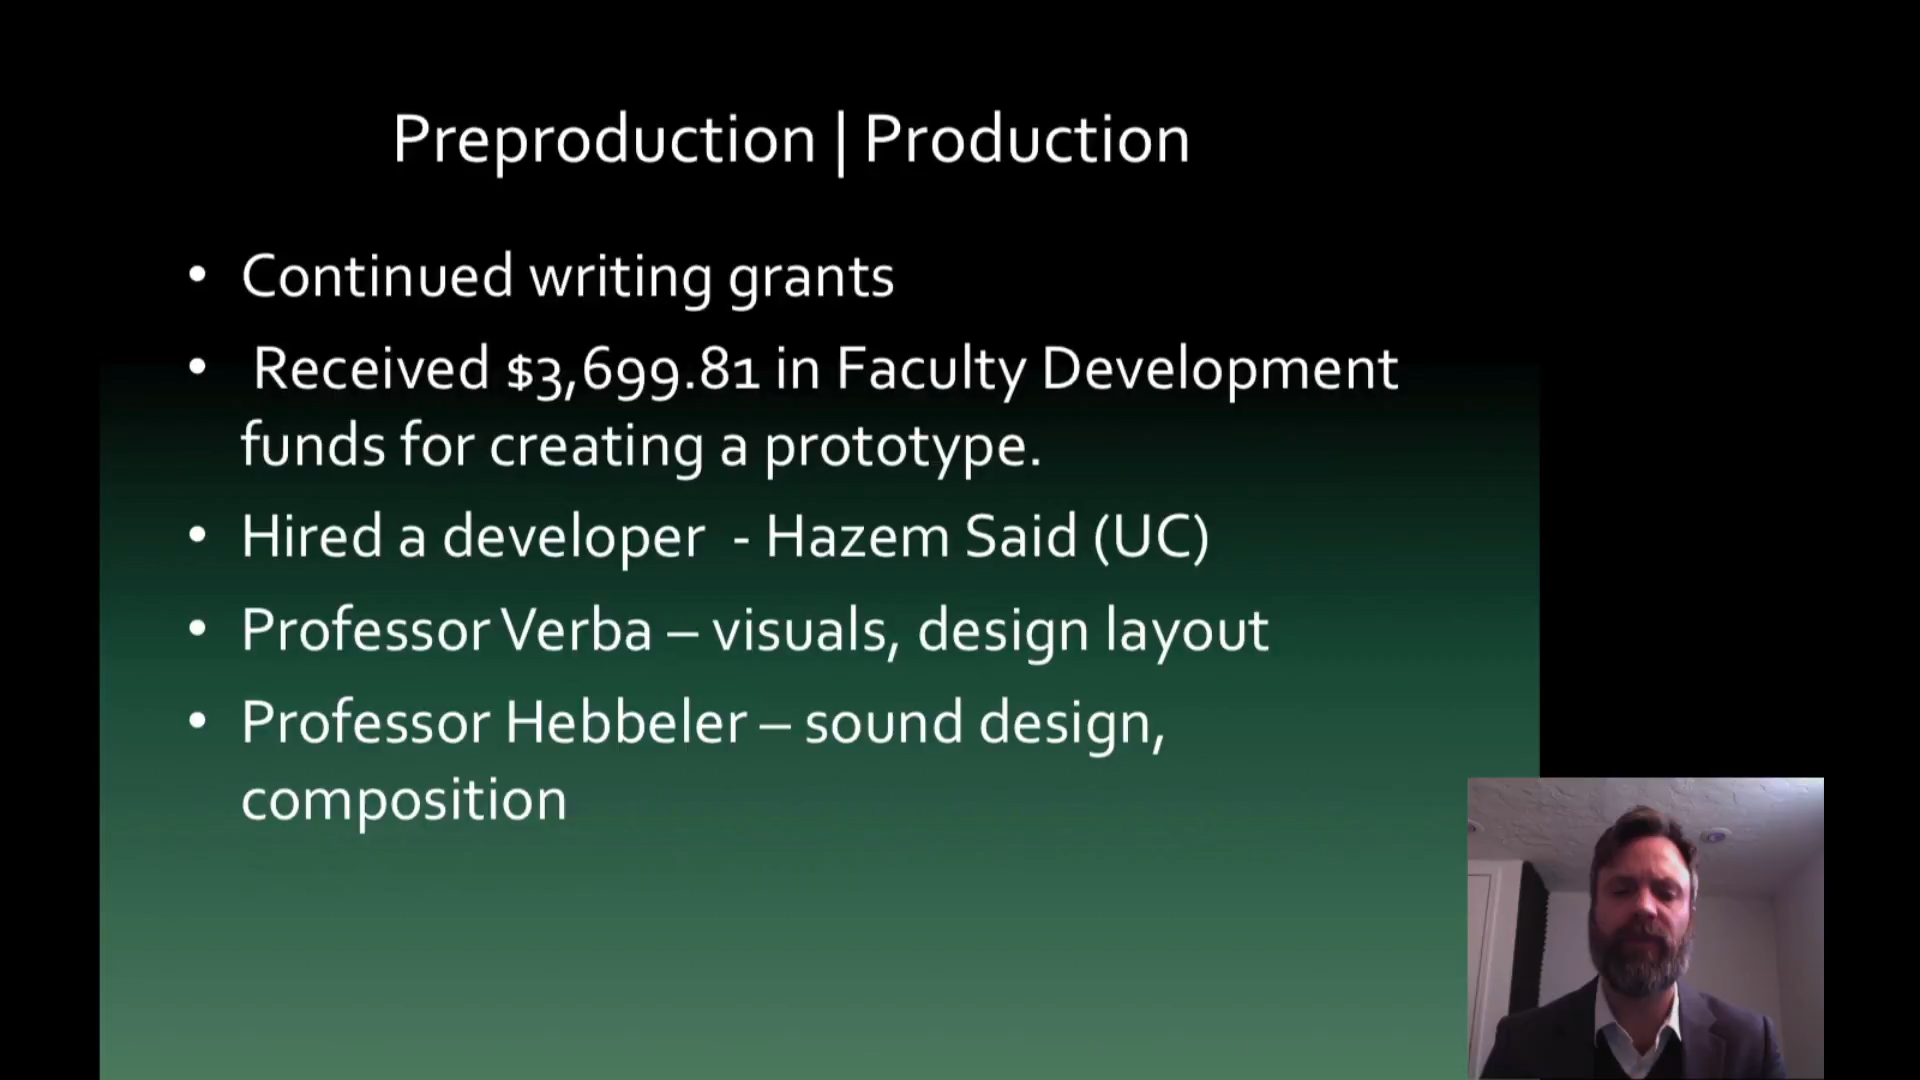 Preproduction | Production
• Continued writing grants
• Received $3,699.81 in Faculty Development
funds for creating a prototype.
• Hired a developer - Hazem Said (UC)
• Professor Verba – visuals, design layout
• Professor Hebbeler – sound design,
composition